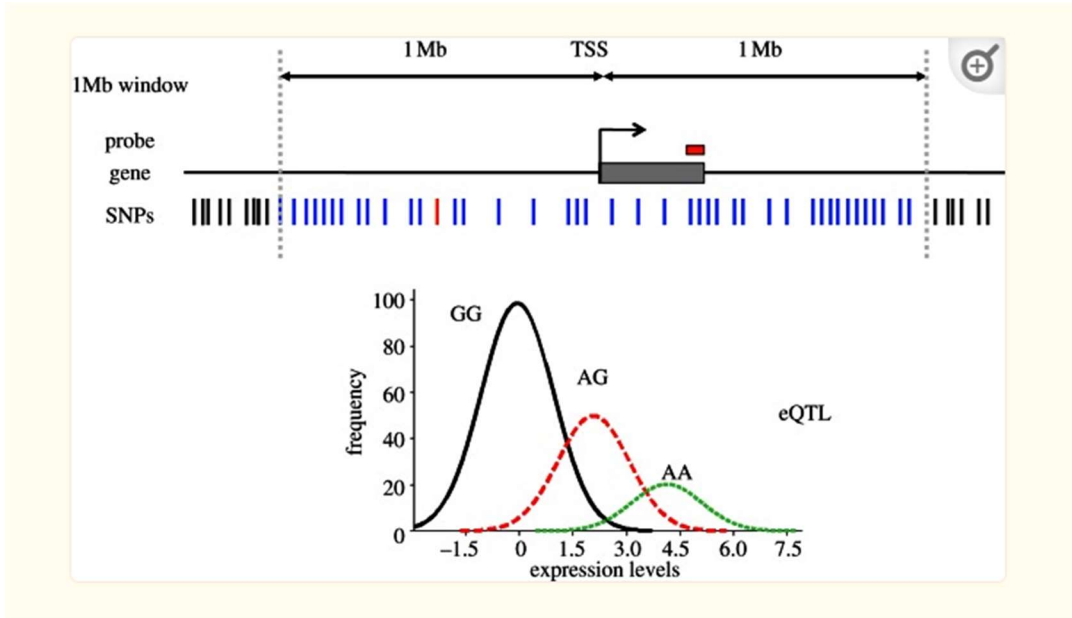 1 Mb TSS 1 Mb
1Mb window
probe
gene
SNPs
100
80
60
40
20
0
frequency
GG
AG
AA
eQTL
–1.5 0 1.5 3.0 4.5 6.0 7.5
expression levels